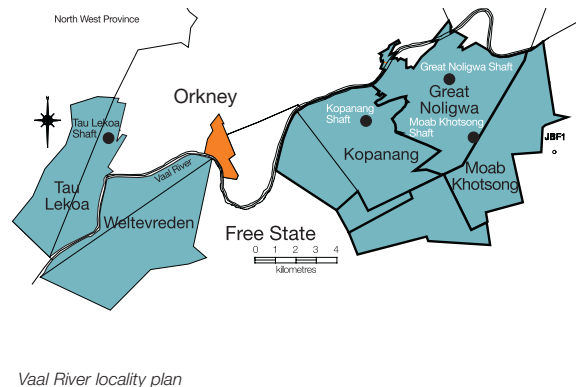 North West Province
Great Noligwa Shaft
Orkney
Great
Noligwa
Kopanang
Shaft
Tau Lekoa
Shaft
Moab Khotsong
Shaft
JBF1
Kopanang
Moab
Khotsong
Vaal River
Tau
Lekoa
Weltevreden
Free State
0 1 2 3 4
kilometres
Vaal River locality plan